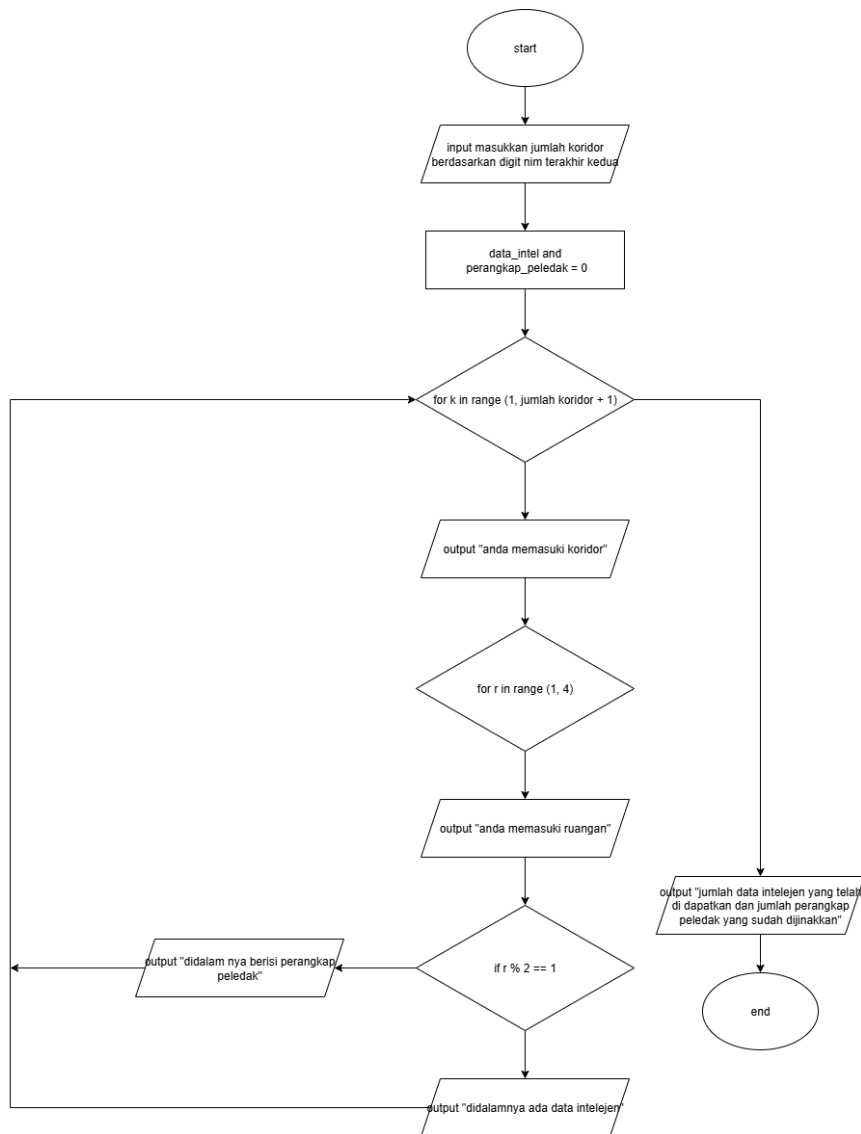 start
input masukkan jumlah koridor
berdasarkan digit nim terakhir kedua
data_intel and
perangkap_peledak = 0
for k in range (1, jumlah koridor + 1)
output "anda memasuki koridor"
for r in range (1, 4)
output "anda memasuki ruangan"
output "jumlah data intelejen yang telah
di dapatkan dan jumlah perangkap
peledak yang sudah dijinakkan"
output "didalam nya berisi perangkap
peledak"
if r % 2 == 1
end
output "didalamnya ada data intelejen"